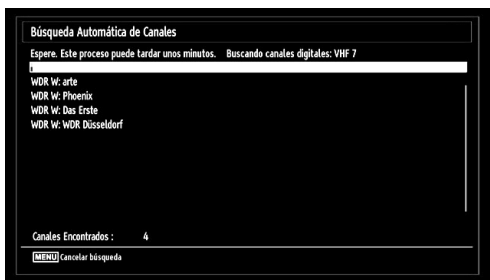 Búsqueda Automática de Canales
Espere. Este proceso puede tardar unos minutos. Buscando canales digitales: VHF 7
WDR W: arte
WDR W: Phoenix
WDR W: Das Erste
WDR W: WDR Düsseldorf
Canales Encontrados : 4
MENU Cancelar búsqueda